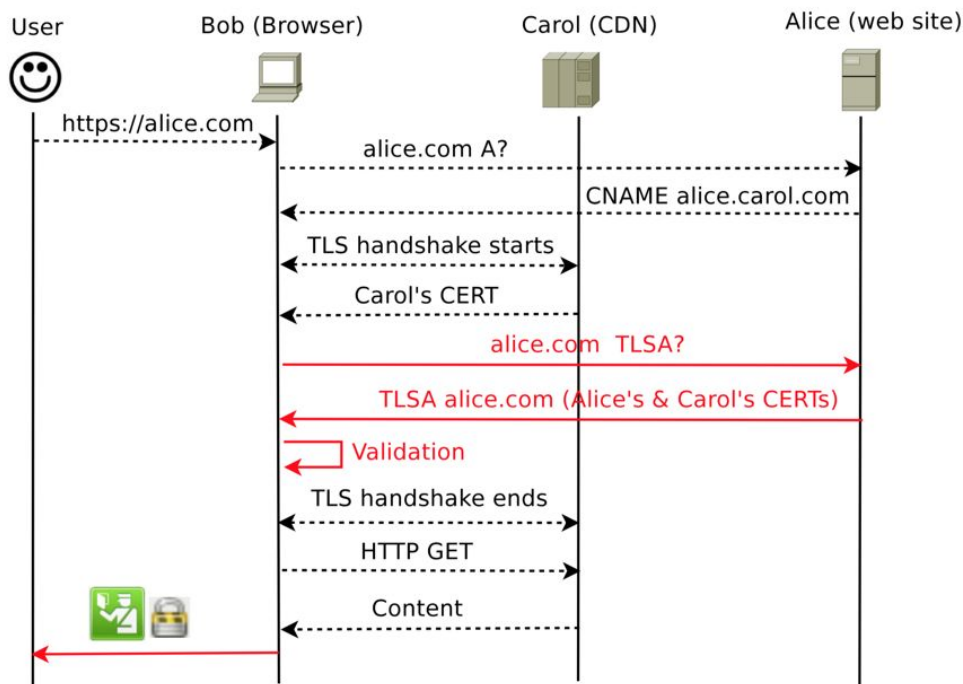 User
Bob (Browser)
Carol (CDN)
Alice (web site)
https://alice.com
alice.com A?
CNAME alice.carol.com
TLS handshake starts
Carol's CERT
alice.com TLSA?
TLSA alice.com (Alice's & Carol's CERTs)
Validation
TLS handshake ends
HTTP GET
Content